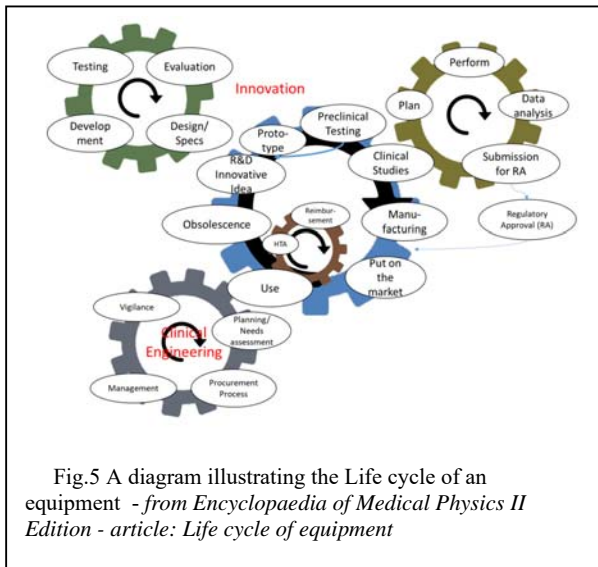 Testing
Evaluation
Develop
ment
Design/
Specs
Innovation
Perform
Plan
Data
analysis
Submission
for RA
Regulatory
Approval (RA)
Preclinical
Testing
Proto-
type
R&D
Innovative
Idea
Clinical
Studies
Obsolescence
Manu-
facturing
Reimbur-
sement
HTA
Put on
the
market
Use
Vigilance
Planning/
Needs
assessment
Clinical
Engineering
Management
Procurement
Process
Fig.5 A diagram illustrating the Life cycle of an
equipment - from Encyclopaedia of Medical Physics II
Edition - article: Life cycle of equipment